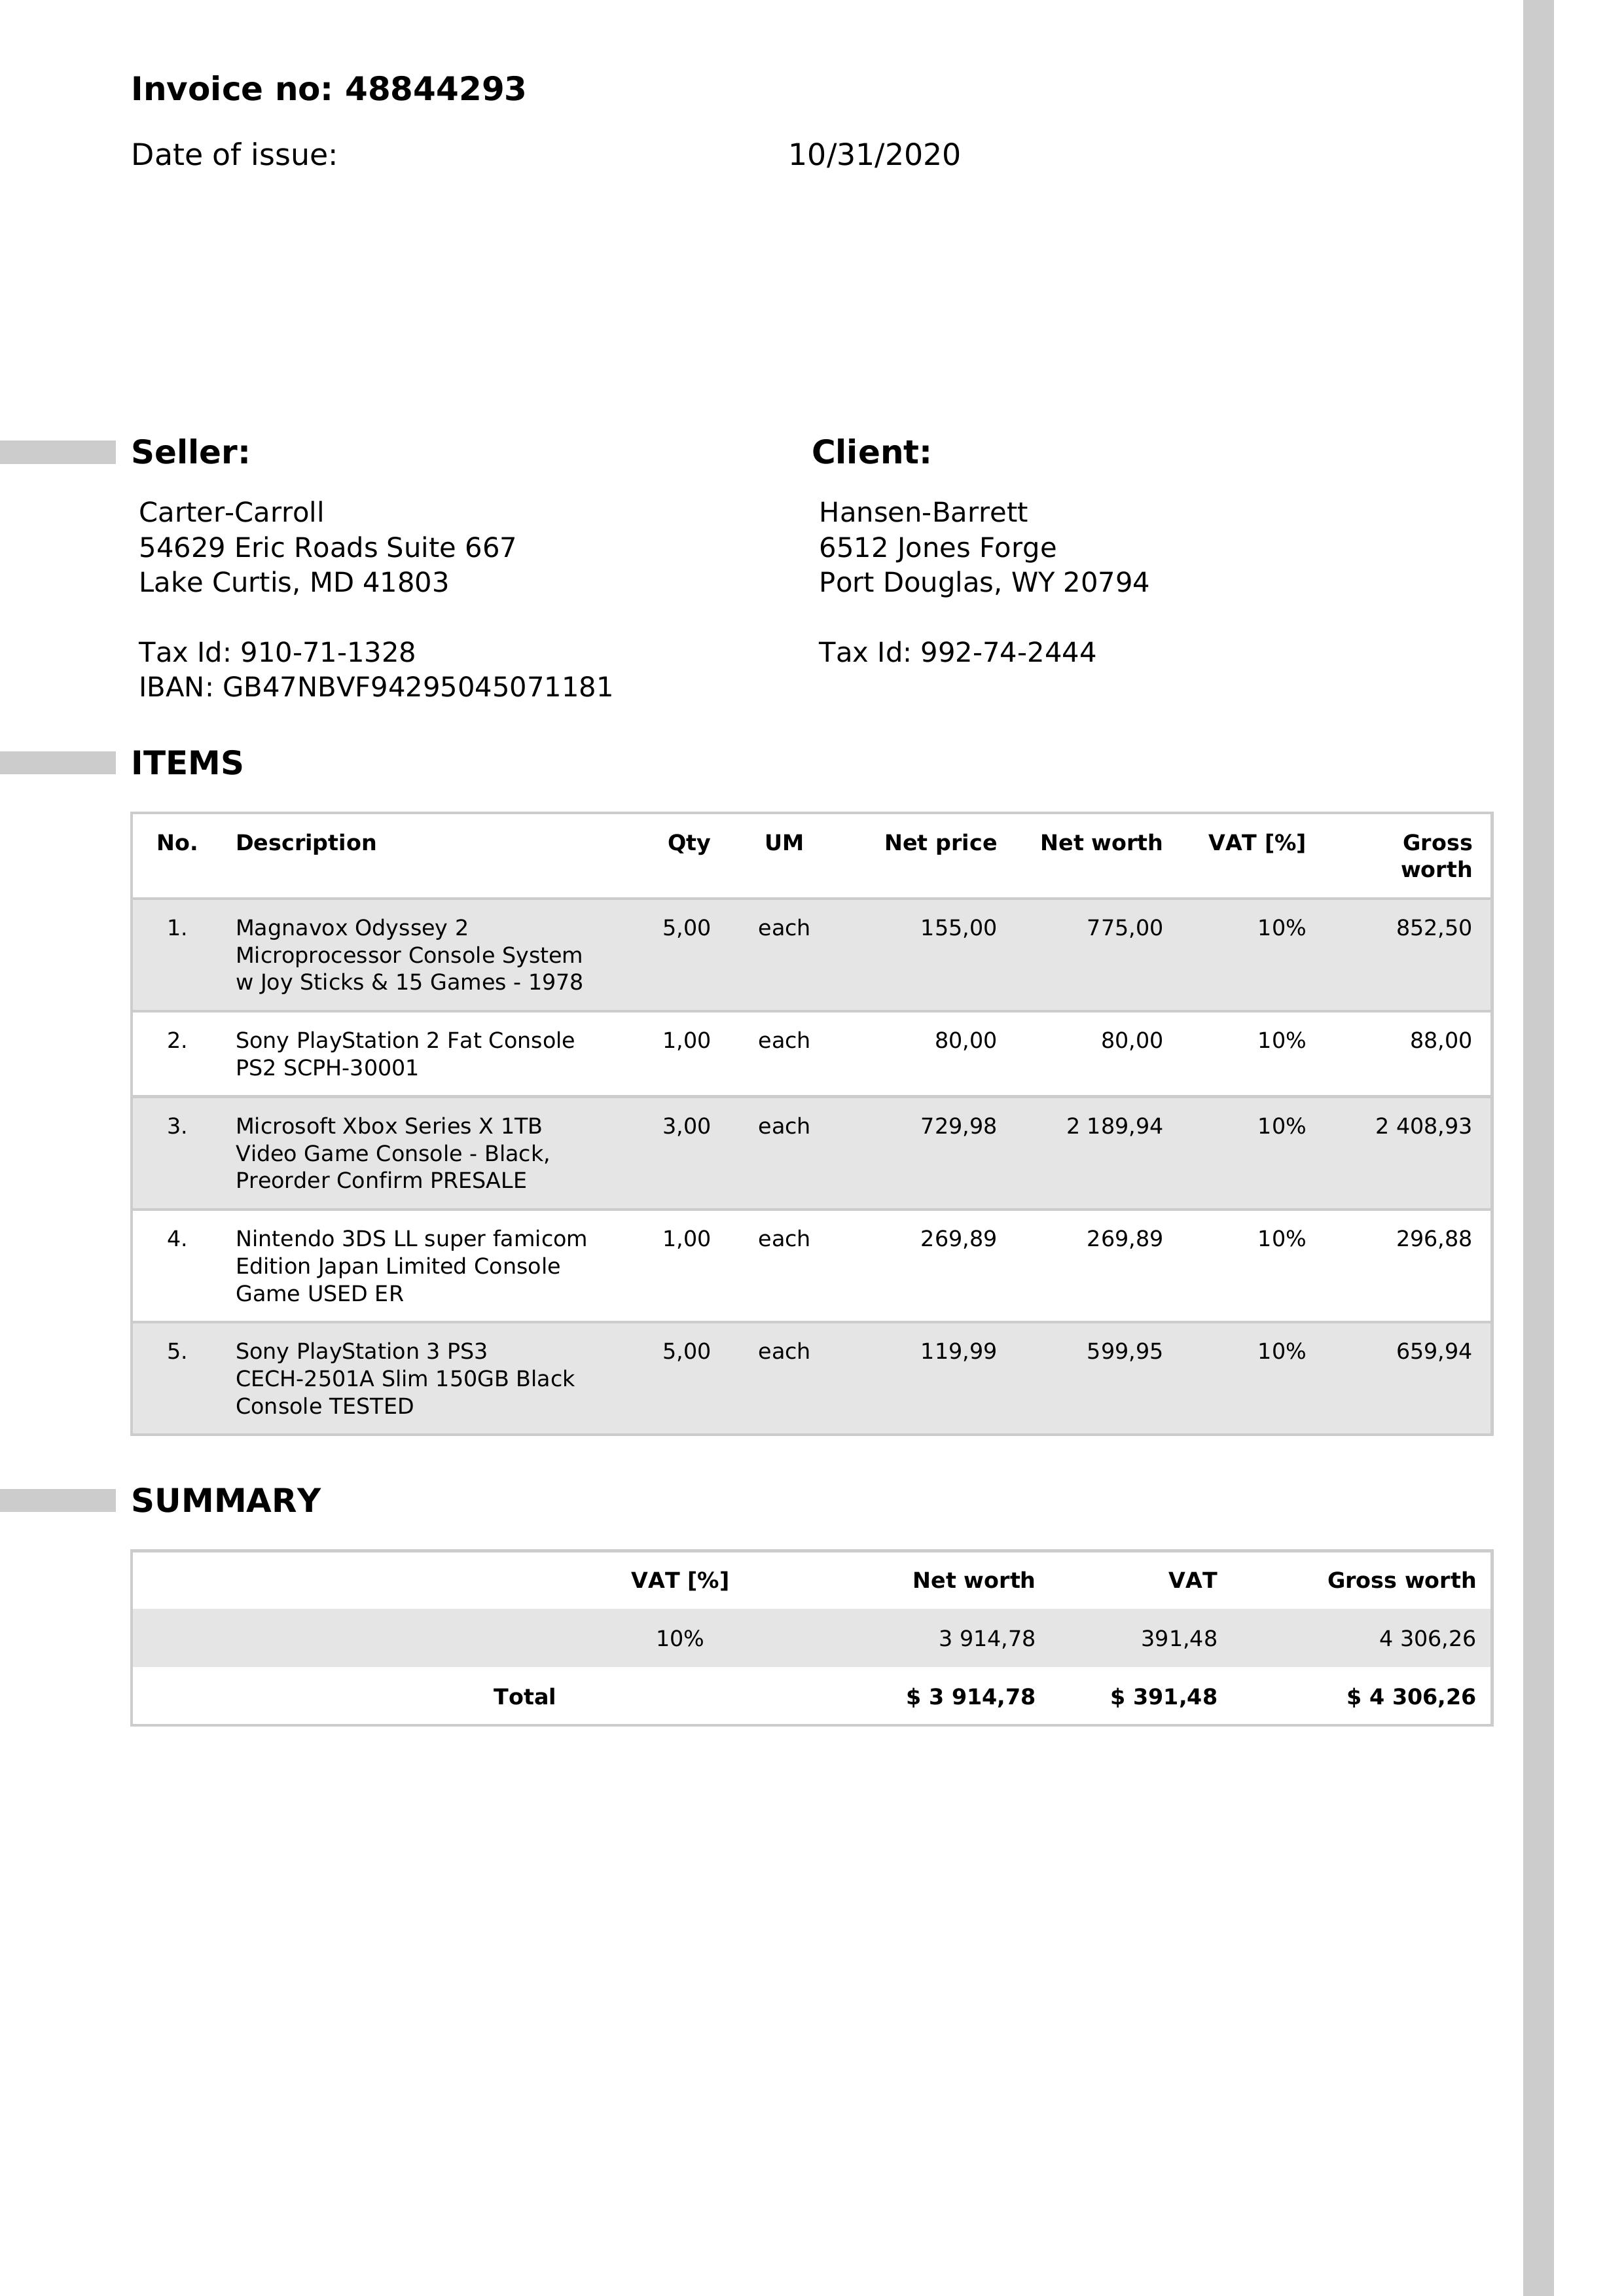 Invoice no: 48844293
Date of issue: 10/31/2020
Seller: Client:
Carter-Carroll Hansen-Barrett
54629 Eric Roads Suite 667 6512 Jones Forge
Lake Curtis, MD 41803 Port Douglas, WY 20794
Tax Id: 910-71-1328 Tax Id: 992-74-2444
IBAN: GB47NBVF94295045071181
ITEMS
No. Description Qty UM Net price Net worth VAT [%] Gross
worth
1. Magnavox Odyssey 2 5,00 each 155,00 775,00 10% 852,50
Microprocessor Console System
w Joy Sticks & 15 Games - 1978
2. Sony PlayStation 2 Fat Console 1,00 each 80,00 80,00 10% 88,00
PS2 SCPH-30001
3. Microsoft Xbox Series X 1TB 3,00 each 729,98 2 189,94 10% 2 408,93
Video Game Console - Black,
Preorder Confirm PRESALE
4. Nintendo 3DS LL super famicom 1,00 each 269,89 269,89 10% 296,88
Edition Japan Limited Console
Game USED ER
5. Sony PlayStation 3 PS3 5,00 each 119,99 599,95 10% 659,94
CECH-2501A Slim 150GB Black
Console TESTED
SUMMARY
VAT [%] Net worth VAT Gross worth
10% 3 914,78 391,48 4 306,26
Total $ 3 914,78 $ 391,48 $ 4 306,26